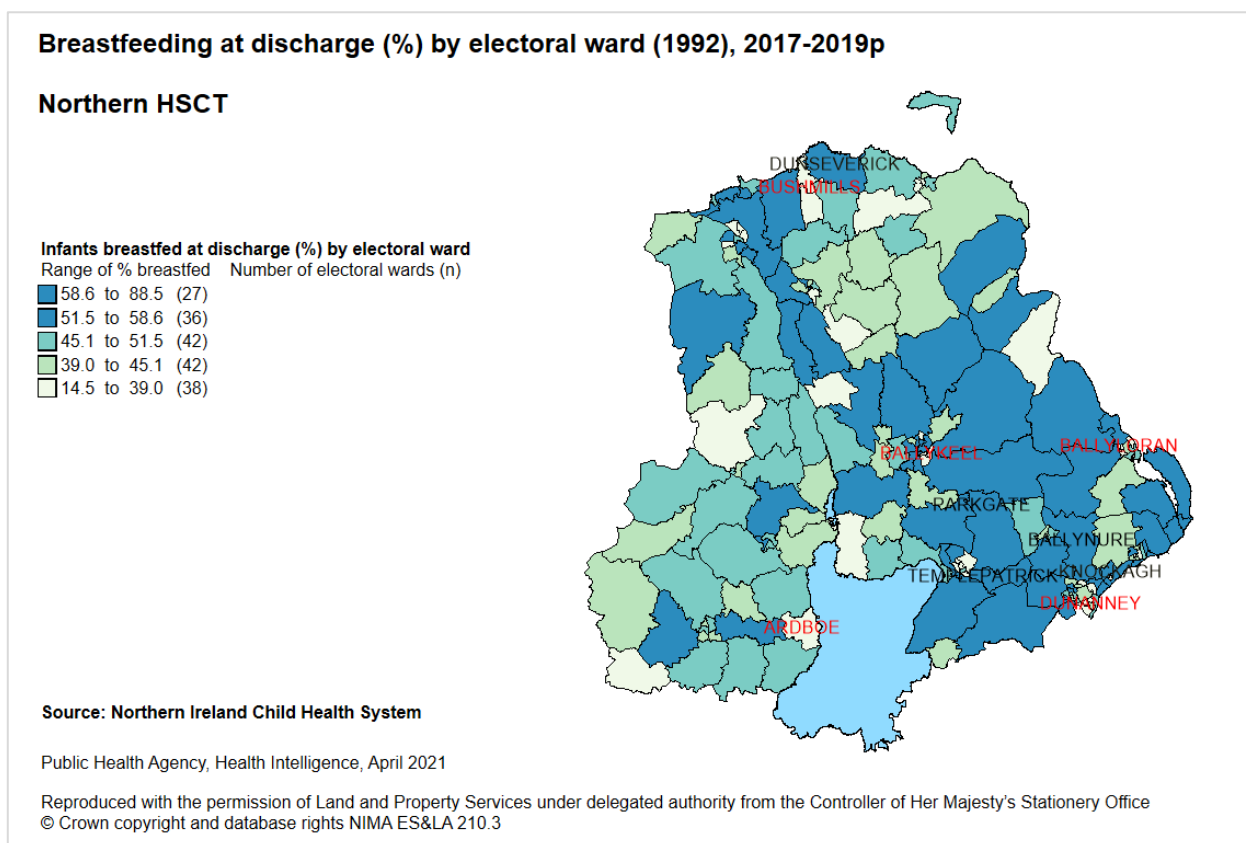 Breastfeeding at discharge (%) by electoral ward (1992), 2017-2019p
Northern HSCT
DUNSEVERICK
BUSHMILLS
Infants breastfed at discharge (%) by electoral ward
Range of % breastfed Number of electoral wards (n)
58.6 to 88.5 (27)
51.5 to 58.6 (36)
45.1 to 51.5 (42)
39.0 to 45.1 (42)
14.5 to 39.0 (38)
BALLYLORAN
BALLYKEEL
PARKGATE
BALLYNURE
KNOCKAGH
TEMPLEPATRICK
DUNANNEY
ARDBOE
Source: Northern Ireland Child Health System
Public Health Agency, Health Intelligence, April 2021
Reproduced with the permission of Land and Property Services under delegated authority from the Controller of Her Majesty's Stationery Office
© Crown copyright and database rights NIMA ES&LA 210.3